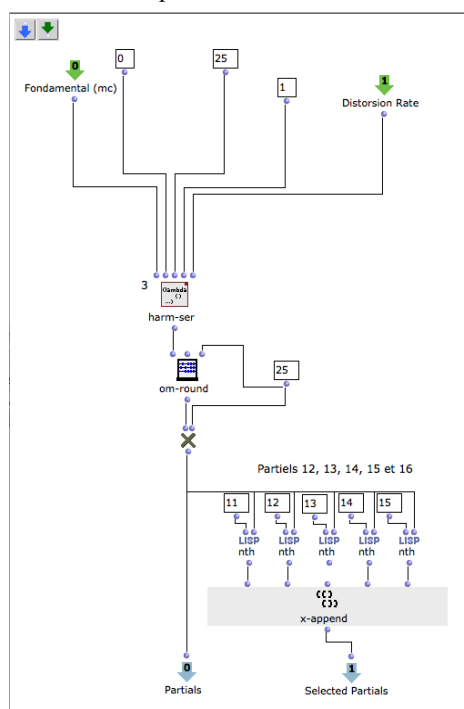 0
25
0
1
1
Fondamental (mc)
Distorsion Rate
3
(lambda
()
...)
harm-ser
25
om-round
Partiels 12, 13, 14, 15 et 16
11 12 13 14 15
LISP LISP LISP LISP LISP
nth nth nth nth nth
x-append
0
1
Partials
Selected Partials